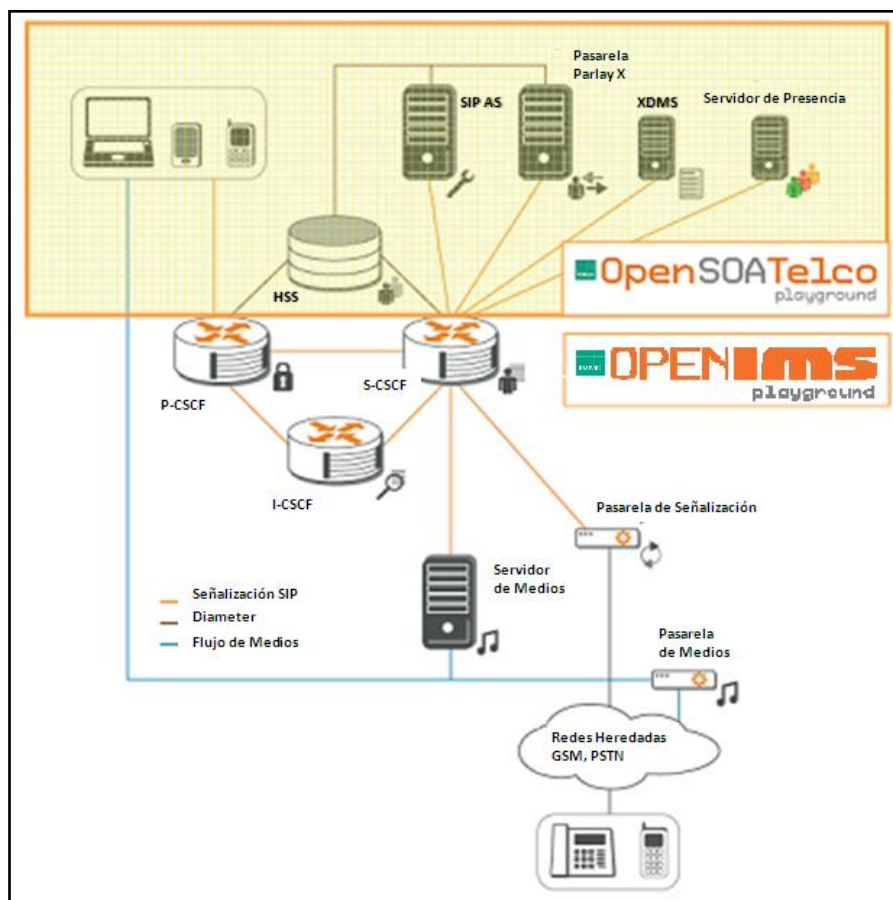 Pasarela
Parlay X
SIP AS
XDMS
Servidor de Presencia
HSS
OpenSOATelco
playground
OPENIMS
playground
P-CSCF
S-CSCF
I-CSCF
Pasarela de Señalización
Servidor
de Medios
Señalización SIP
Diameter
Flujo de Medios
Pasarela
de Medios
Redes Heredadas
GSM, PSTN